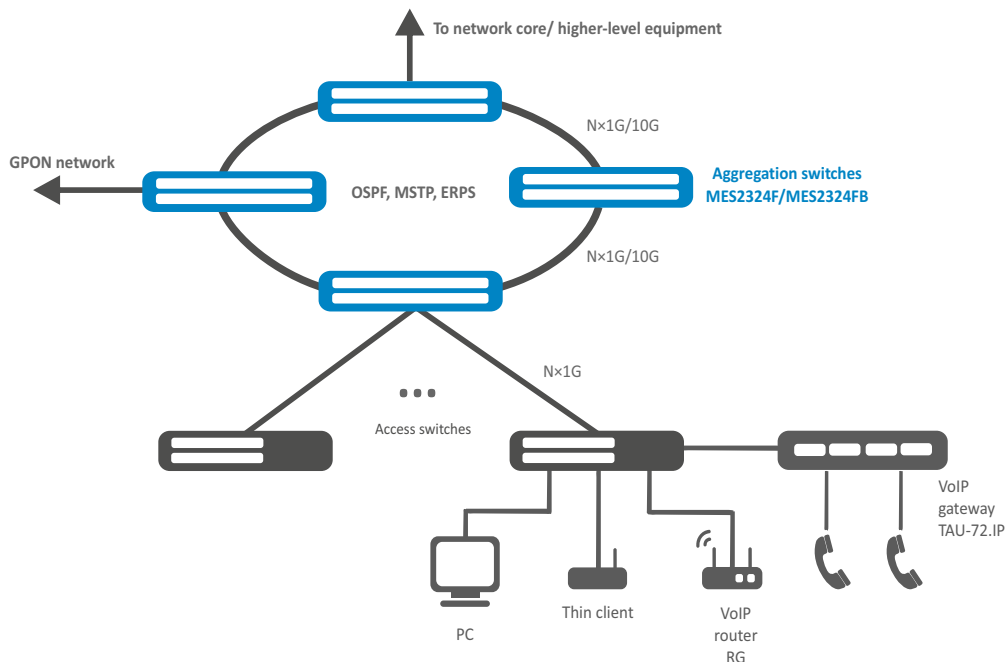 To network core/ higher-level equipment
N×1G/10G
GPON network
OSPF, MSTP, ERPS
Aggregation switches
MES2324F/MES2324FB
N×1G/10G
N×1G
Access switches
VoIP
gateway
TAU-72.IP
PC
Thin client
VoIP
router
RG